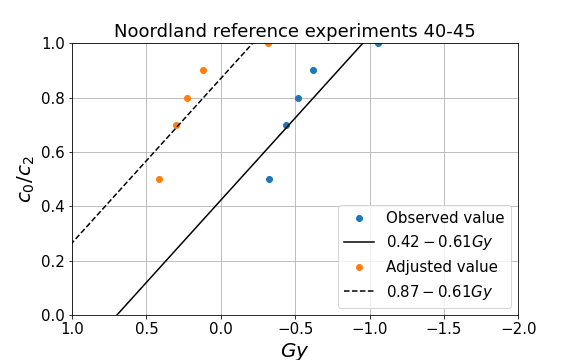 Noordland reference experiments 40-45
1.0
0.8
0.6
0.4
0.2
0.0
c₀/c₂
Observed value
0.42 − 0.61Gy
Adjusted value
0.87 − 0.61Gy
1.0 0.5 0.0 −0.5 −1.0 −1.5 −2.0
Gy